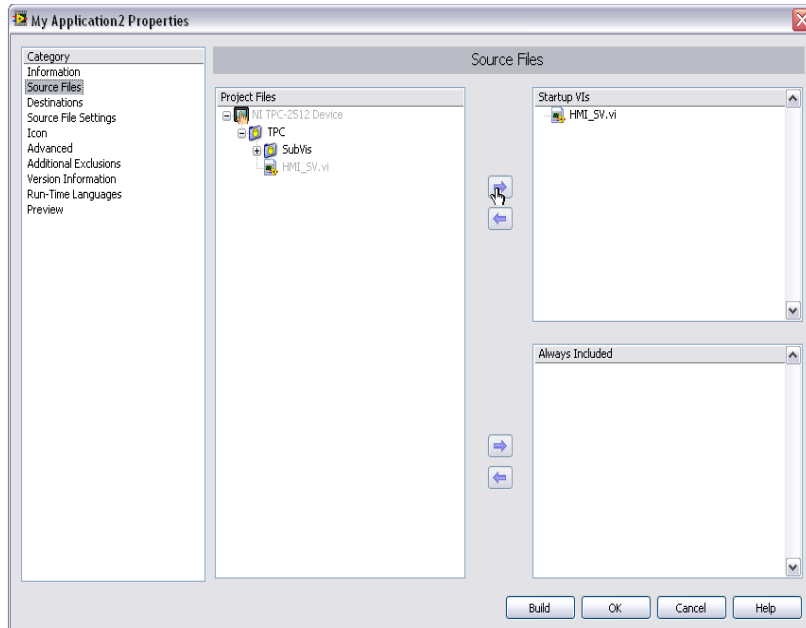 My Application2 Properties
Category
Information
Source Files
Destinations
Source File Settings
Icon
Advanced
Additional Exclusions
Version Information
Run-Time Languages
Preview
Source Files
Project Files
NI TPC-2512 Device
TPC
SubVis
HMI_SV.vi
Startup VIs
HMI_SV.vi
Always Included
Build
OK
Cancel
Help